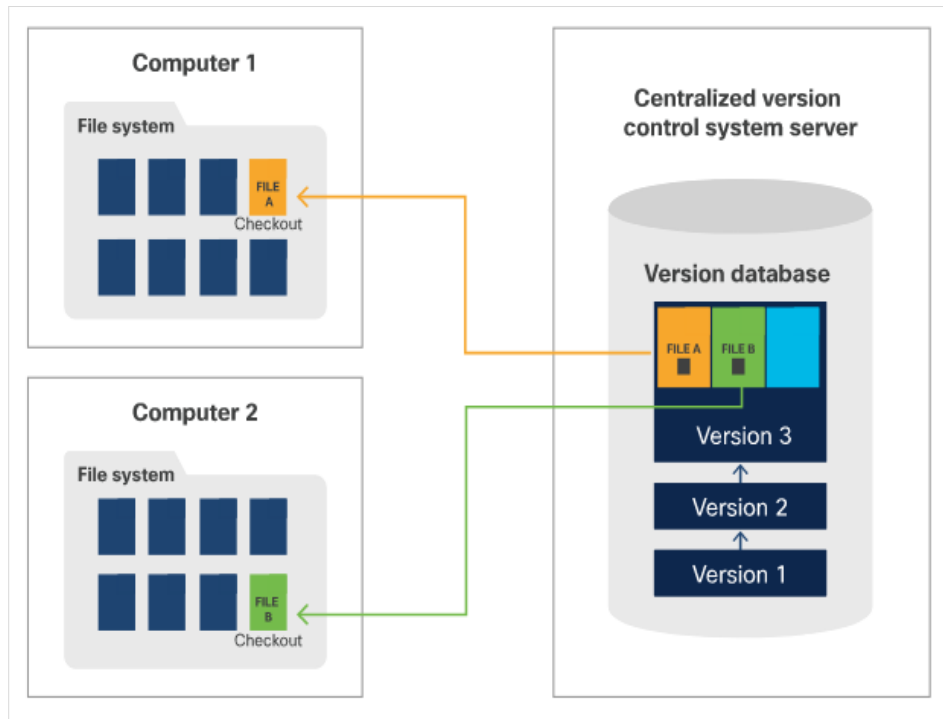 Computer 1
File system
FILE
A
Checkout
Computer 2
File system
FILE
B
Checkout
Centralized version
control system server
Version database
FILE A
FILE B
Version 3
Version 2
Version 1